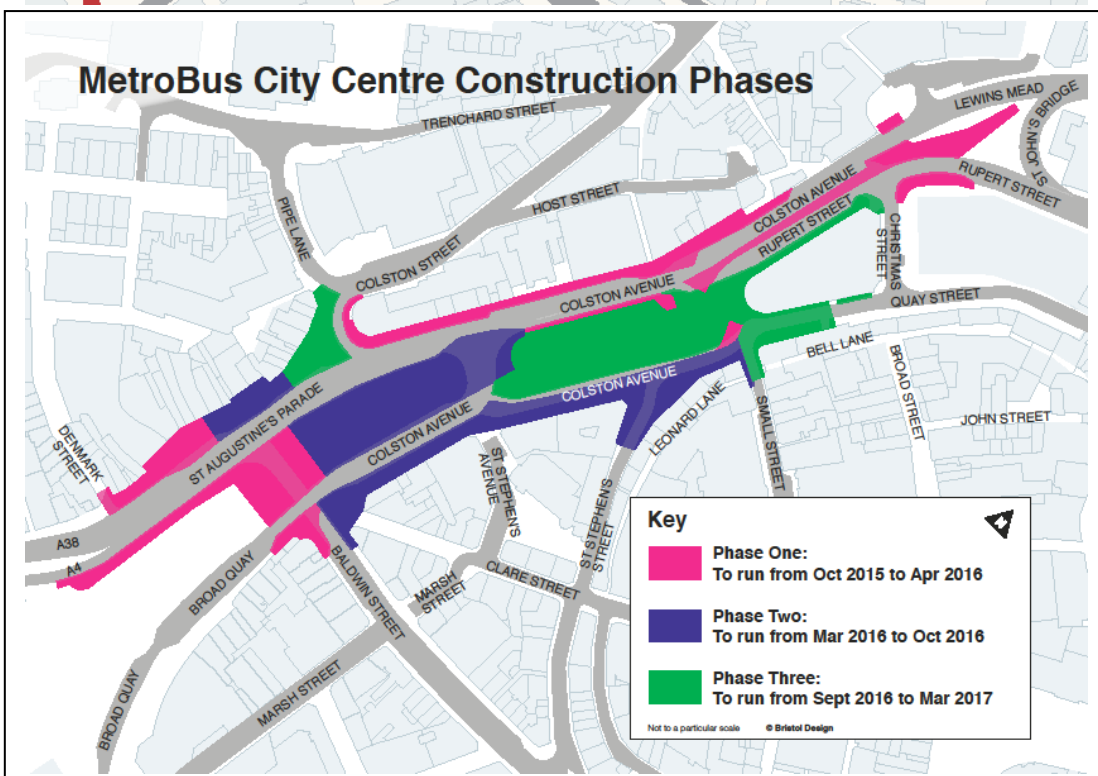 MetroBus City Centre Construction Phases
LEWINS MEAD
ST JOHN'S BRIDGE
TRENCHARD STREET
RUPERT STREET
HOST STREET
COLSTON AVENUE
RUPERT STREET
CHRISTMAS STREET
PIPE LANE
COLSTON STREET
COLSTON AVENUE
QUAY STREET
BELL LANE
BROAD STREET
COLSTON AVENUE
LEONARD LANE
SMALL STREET
JOHN STREET
ST AUGUSTINE'S PARADE
COLSTON AVENUE
DENMARK STREET
ST STEPHEN'S AVENUE
ST STEPHEN'S STREET
A38
A4
BROAD QUAY
BALDWIN STREET
MARSH STREET
CLARE STREET
BROAD QUAY
MARSH STREET
Key
Phase One:
To run from Oct 2015 to Apr 2016
Phase Two:
To run from Mar 2016 to Oct 2016
Phase Three:
To run from Sept 2016 to Mar 2017
Not to a particular scale © Bristol Design